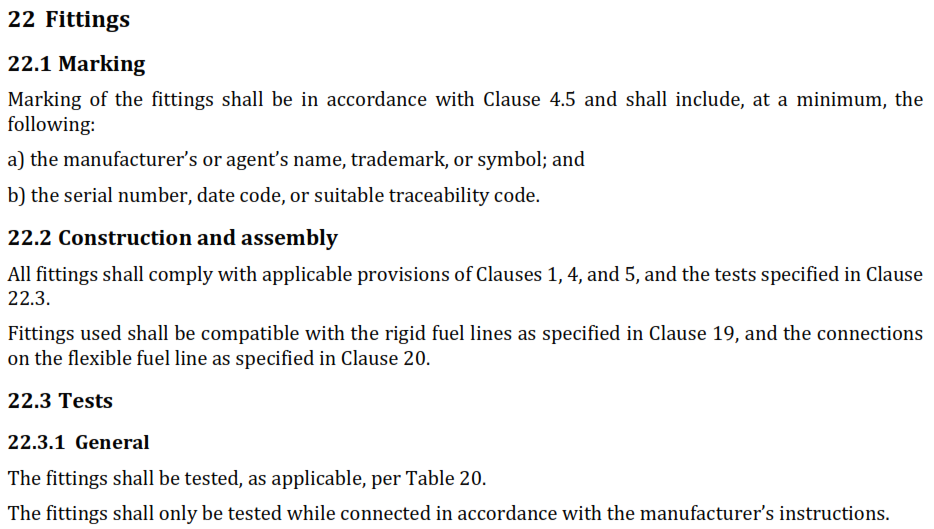 22 Fittings
22.1 Marking
Marking of the fittings shall be in accordance with Clause 4.5 and shall include, at a minimum, the
following:
a) the manufacturer’s or agent’s name, trademark, or symbol; and
b) the serial number, date code, or suitable traceability code.
22.2 Construction and assembly
All fittings shall comply with applicable provisions of Clauses 1, 4, and 5, and the tests specified in Clause
22.3.
Fittings used shall be compatible with the rigid fuel lines as specified in Clause 19, and the connections
on the flexible fuel line as specified in Clause 20.
22.3 Tests
22.3.1 General
The fittings shall be tested, as applicable, per Table 20.
The fittings shall only be tested while connected in accordance with the manufacturer’s instructions.